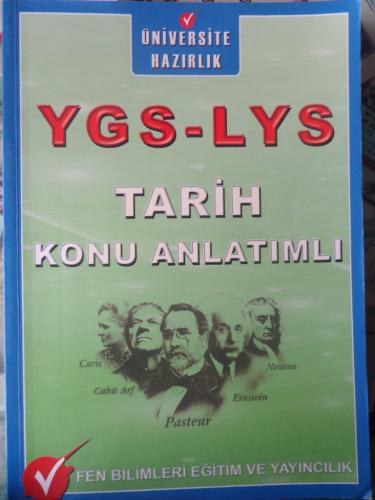 ÜNİVERSİTE
HAZIRLIK
YGS-LYS
TARİH
KONU ANLATIMLI
Curie
Cahit Arf
Pasteur
Einstein
Newton
FEN BİLİMLERİ EĞİTİM VE YAYINCILIK